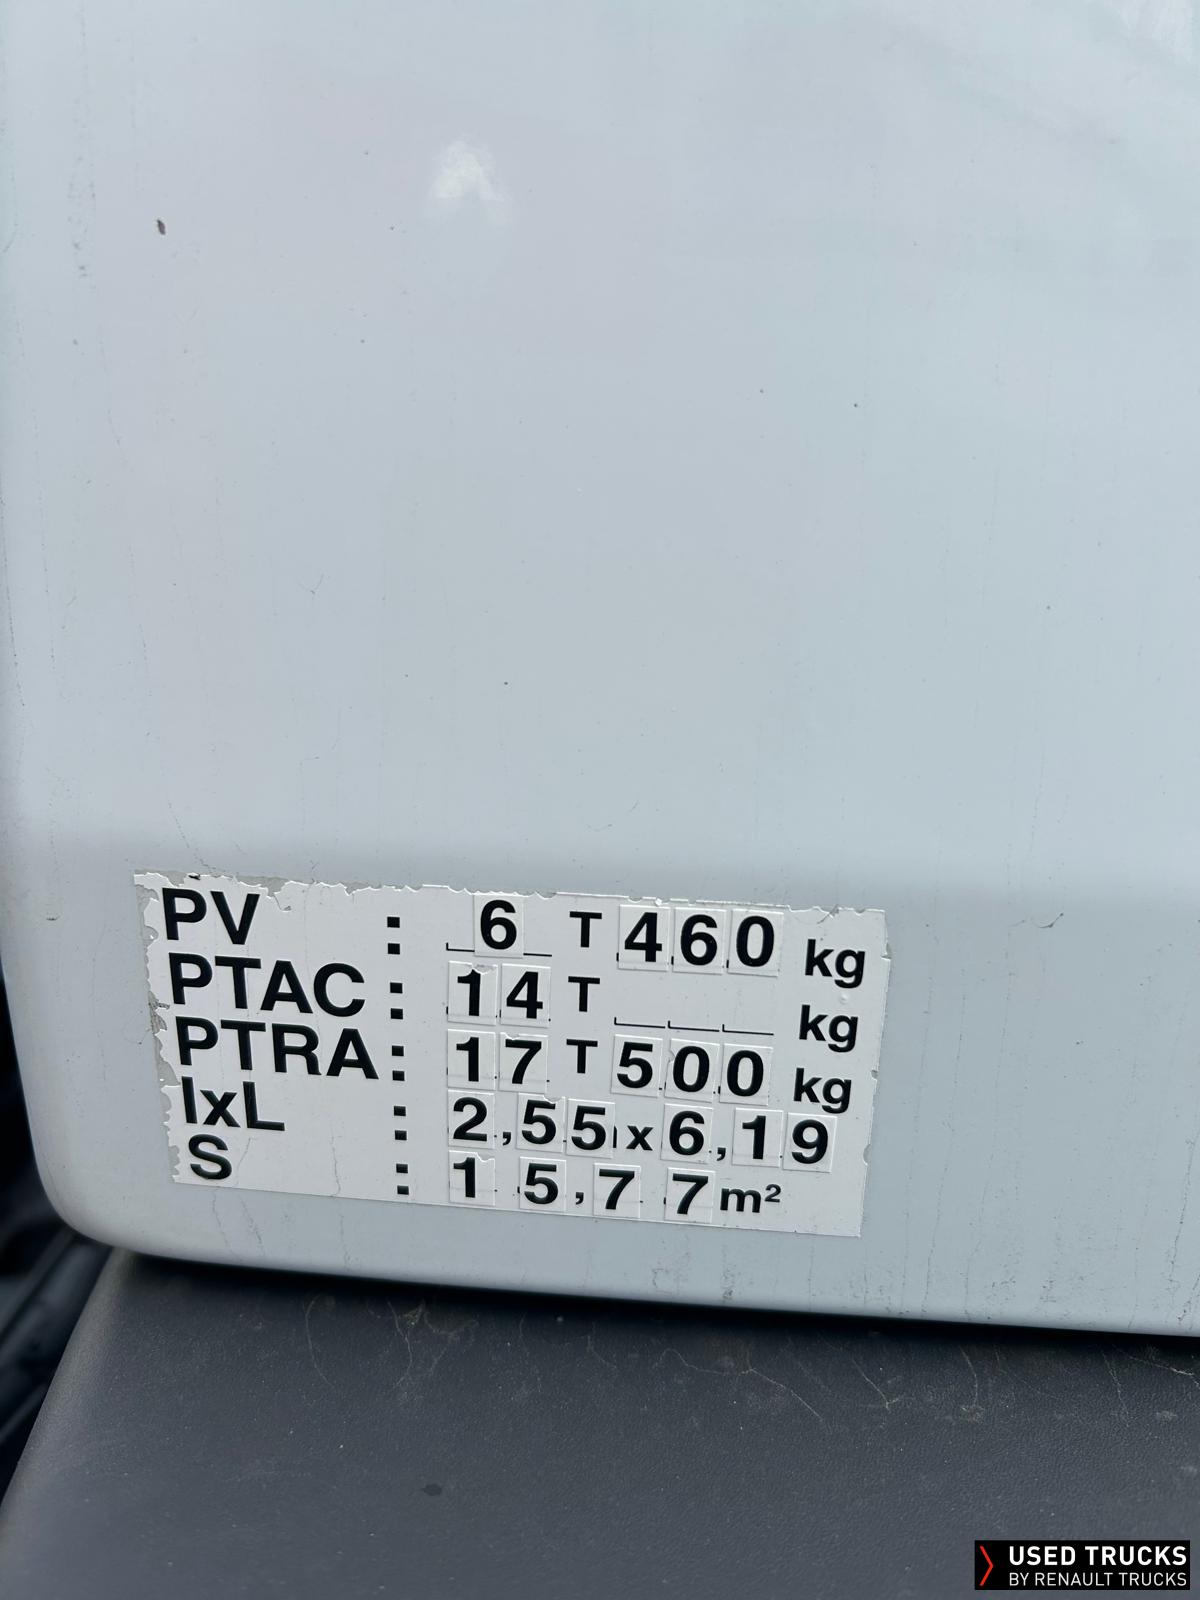 PV : 6 T 460 kg
PTAC : 14 T kg
PTRA : 17 T 500 kg
lxL : 2,55 x 6,19
S : 15,77 m²
USED TRUCKS
BY RENAULT TRUCKS